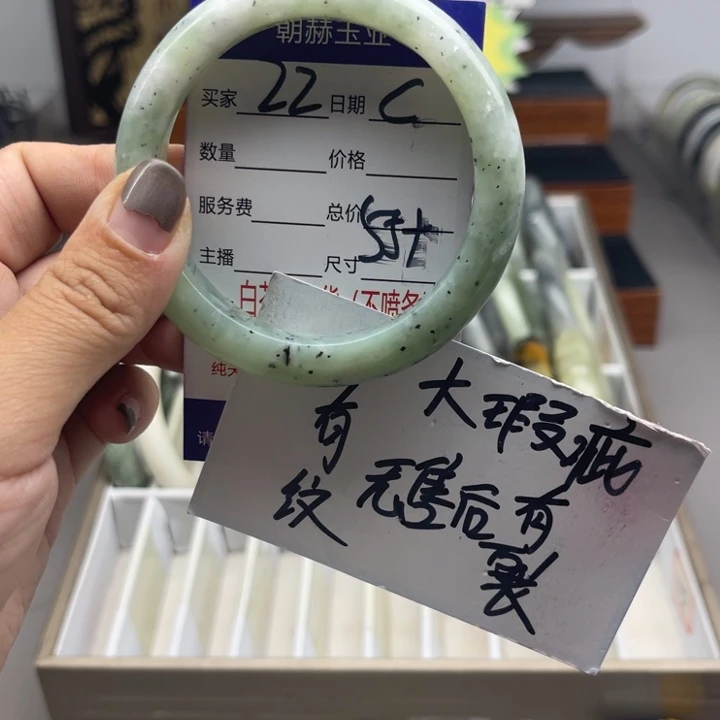 朝赫玉业
买家 22 日期 C
数量 价格
服务费 总价
主播 尺寸
大瑕疵
有纹
无售后有裂